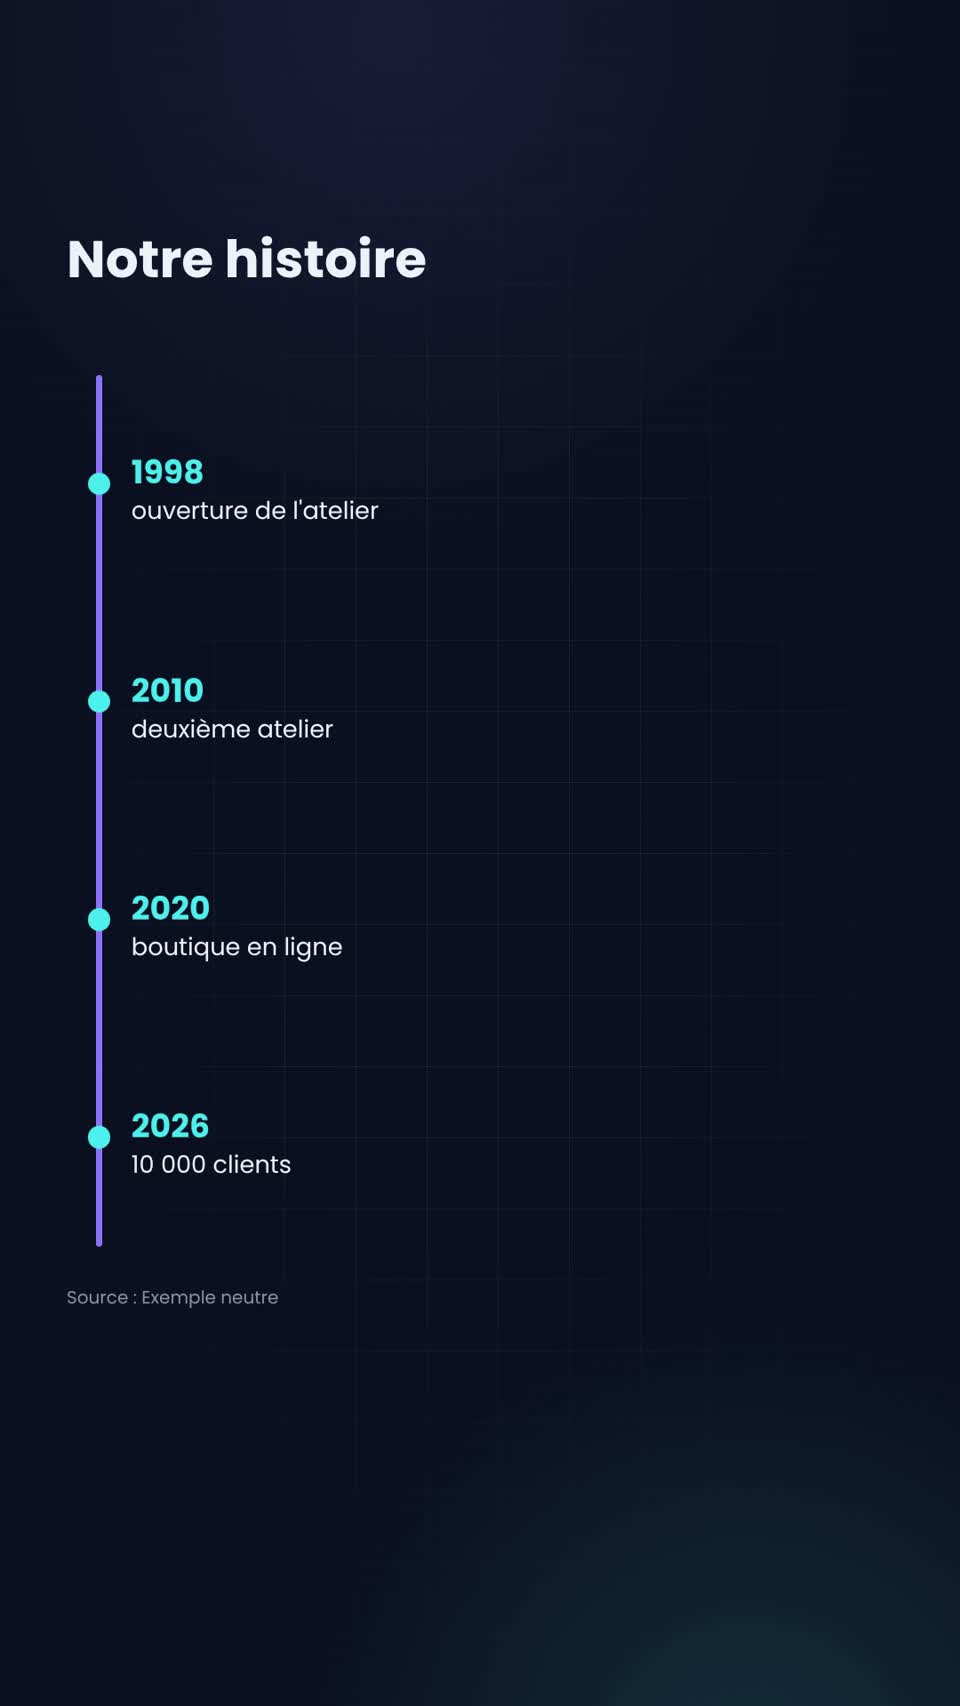 Notre histoire
1998
ouverture de l'atelier
2010
deuxième atelier
2020
boutique en ligne
2026
10 000 clients
Source : Exemple neutre